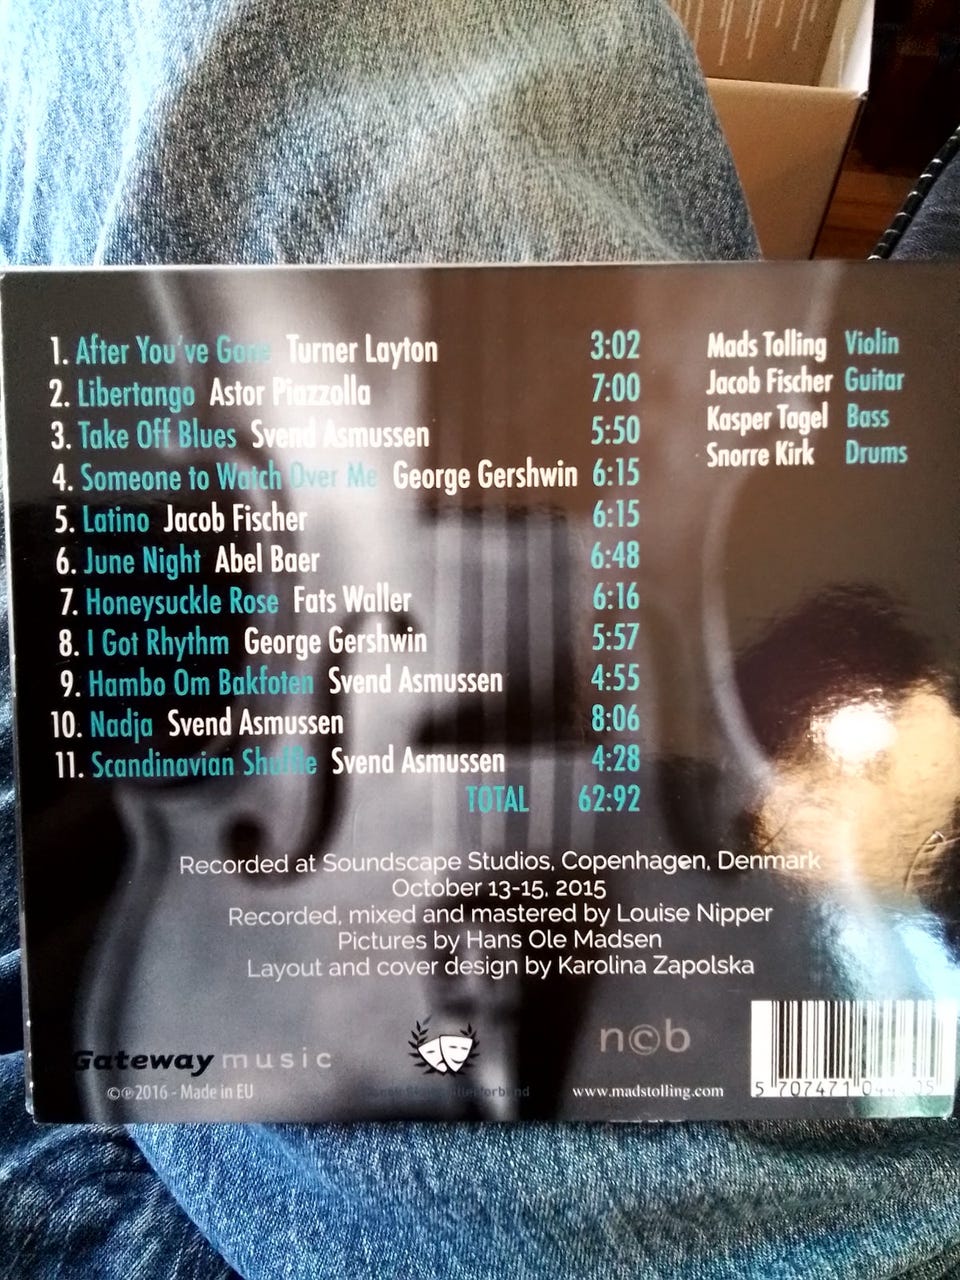 1. After You've Gone Turner Layton 3:02
2. Libertango Astor Piazzolla 7:00
3. Take Off Blues Svend Asmussen 5:50
4. Someone to Watch Over Me George Gershwin 6:15
5. Latino Jacob Fischer 6:15
6. June Night Abel Baer 6:48
7. Honeysuckle Rose Fats Waller 6:16
8. I Got Rhythm George Gershwin 5:57
9. Hambo Om Bakfoten Svend Asmussen 4:55
10. Nadja Svend Asmussen 8:06
11. Scandinavian Shuffle Svend Asmussen 4:28
TOTAL 62:92
Mads Tolling Violin
Jacob Fischer Guitar
Kasper Tagel Bass
Snorre Kirk Drums
Recorded at Soundscape Studios, Copenhagen, Denmark
October 13-15, 2015
Recorded, mixed and mastered by Louise Nipper
Pictures by Hans Ole Madsen
Layout and cover design by Karolina Zapolska
Gateway music
©℗2016 - Made in EU
n©b
www.madstolling.com
5 707471